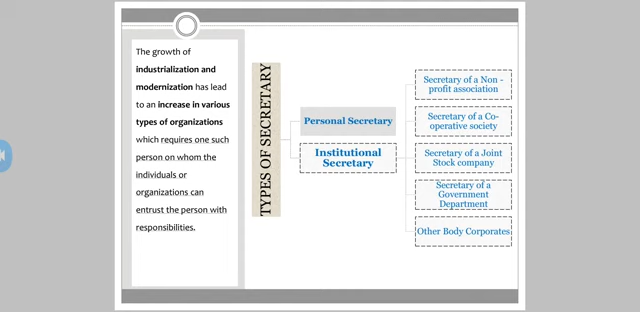 The growth of
industrialization and
modernization has lead
to an increase in various
types of organizations
which requires one such
person on whom the
individuals or
organizations can
entrust the person with
responsibilities.
TYPES OF SECRETARY
Personal Secretary
Institutional
Secretary
Secretary of a Non -
profit association
Secretary of a Co-
operative society
Secretary of a Joint
Stock company
Secretary of a
Government
Department
Other Body Corporates